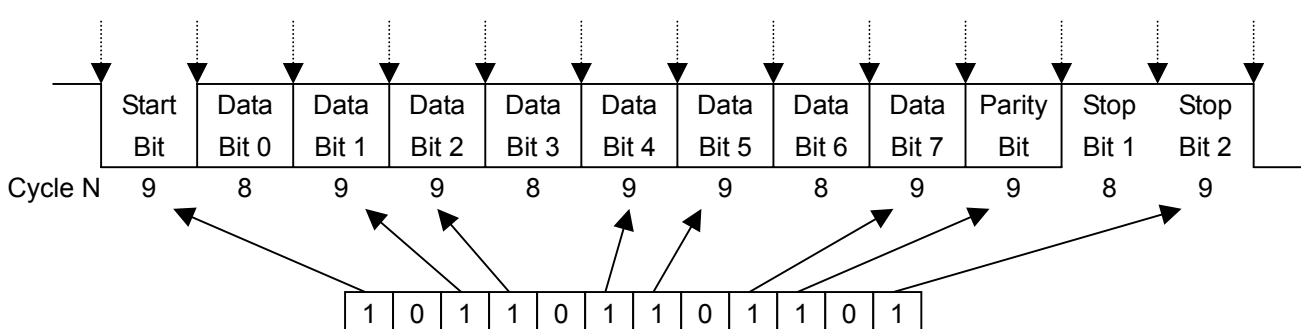 Start Data Data Data Data Data Data Data Data Parity Stop Stop
Bit Bit 0 Bit 1 Bit 2 Bit 3 Bit 4 Bit 5 Bit 6 Bit 7 Bit Bit 1 Bit 2
Cycle N 9 8 9 9 8 9 9 8 9 9 8 9
1 0 1 1 0 1 1 0 1 1 0 1